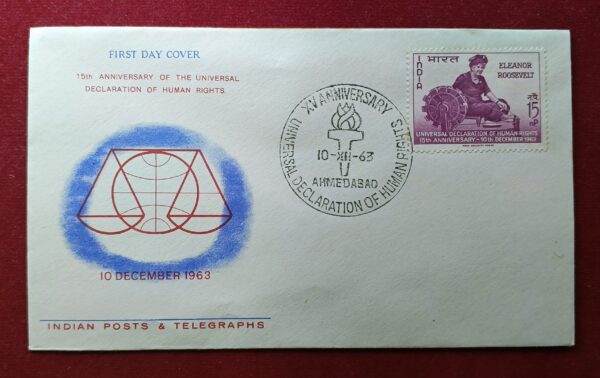 FIRST DAY COVER
15th ANNIVERSARY OF THE UNIVERSAL
DECLARATION OF HUMAN RIGHTS
10 DECEMBER 1963
INDIAN POSTS & TELEGRAPHS
XV ANNIVERSARY
UNIVERSAL DECLARATION OF HUMAN RIGHTS
10-XII-63
AHMEDABAD
INDIA
भारत
ELEANOR
ROOSEVELT
15
UNIVERSAL DECLARATION OF HUMAN RIGHTS
15th ANNIVERSARY - 10th DECEMBER 1963